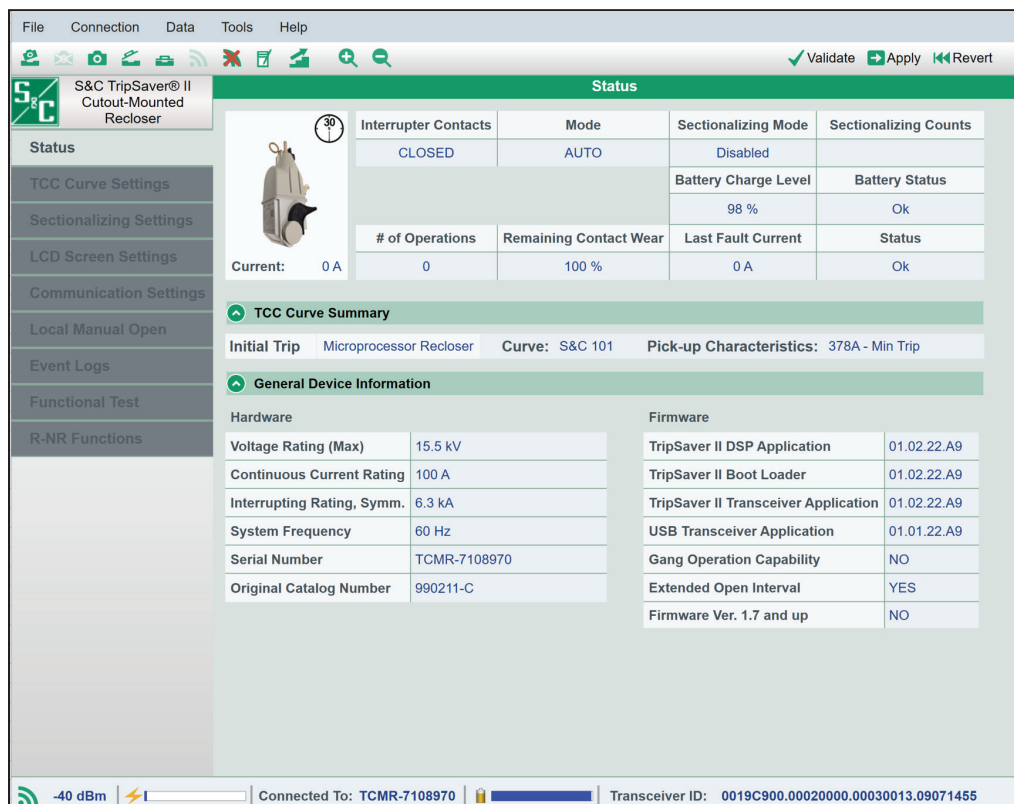 File Connection Data Tools Help
Validate Apply Revert
S&C
S&C TripSaver® II
Cutout-Mounted
Recloser
Status
Status
TCC Curve Settings
Sectionalizing Settings
LCD Screen Settings
Communication Settings
Local Manual Open
Event Logs
Functional Test
R-NR Functions
30
Current: 0 A
Interrupter Contacts Mode Sectionalizing Mode Sectionalizing Counts
CLOSED AUTO Disabled
Battery Charge Level Battery Status
98 % Ok
# of Operations Remaining Contact Wear Last Fault Current Status
0 100 % 0 A Ok
TCC Curve Summary
Initial Trip Microprocessor Recloser Curve: S&C 101 Pick-up Characteristics: 378A - Min Trip
General Device Information
Hardware
Voltage Rating (Max) 15.5 kV
Continuous Current Rating 100 A
Interrupting Rating, Symm. 6.3 kA
System Frequency 60 Hz
Serial Number TCMR-7108970
Original Catalog Number 990211-C
Firmware
TripSaver II DSP Application 01.02.22.A9
TripSaver II Boot Loader 01.02.22.A9
TripSaver II Transceiver Application 01.02.22.A9
USB Transceiver Application 01.01.22.A9
Gang Operation Capability NO
Extended Open Interval YES
Firmware Ver. 1.7 and up NO
-40 dBm Connected To: TCMR-7108970 Transceiver ID: 0019C900.00020000.00030013.09071455